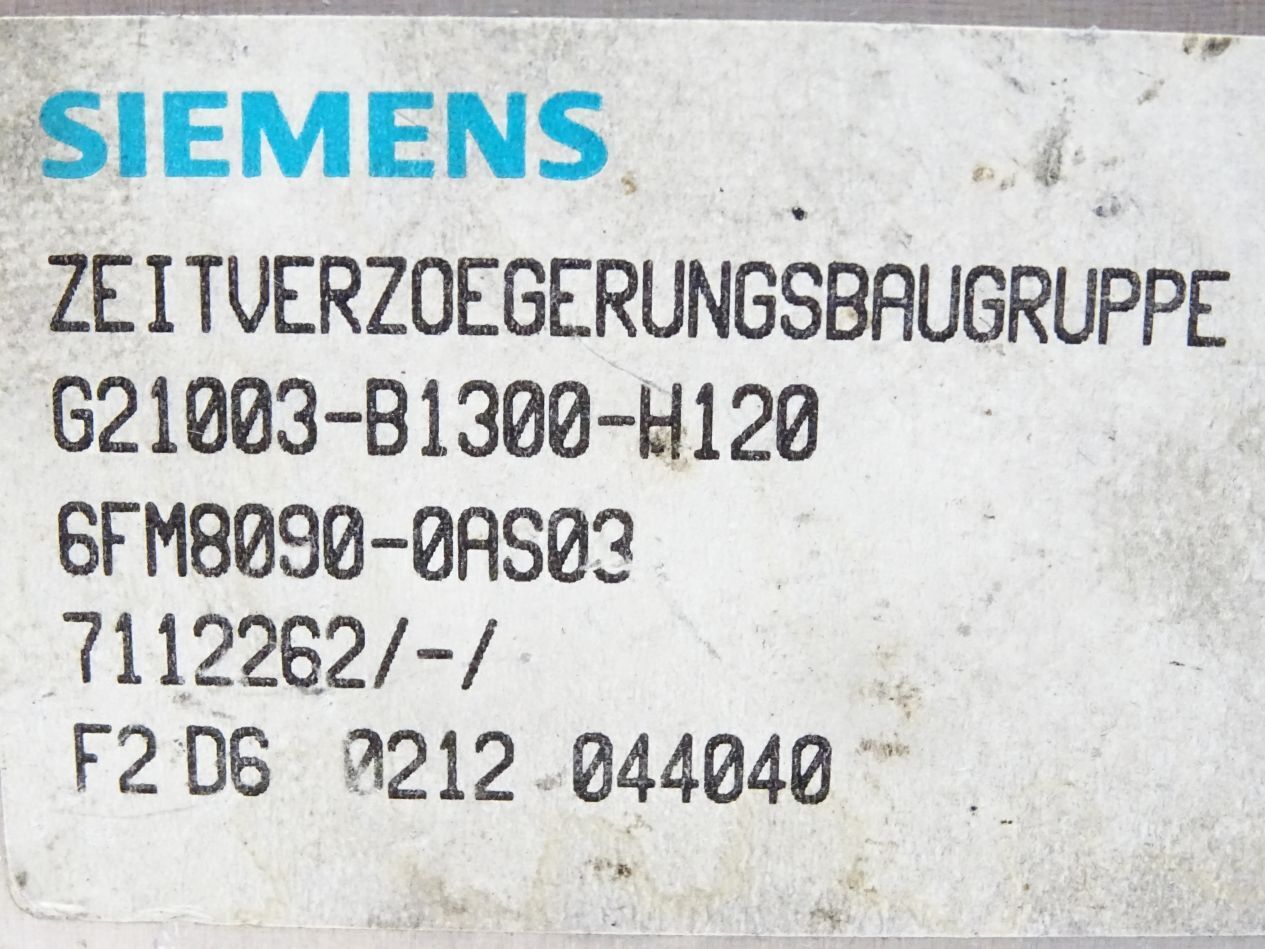 SIEMENS
ZEITVERZOEGERUNGSBAUGRUPPE
G21003-B1300-H120
6FM8090-0AS03
7112262/-/
F2 D6 0212 044040